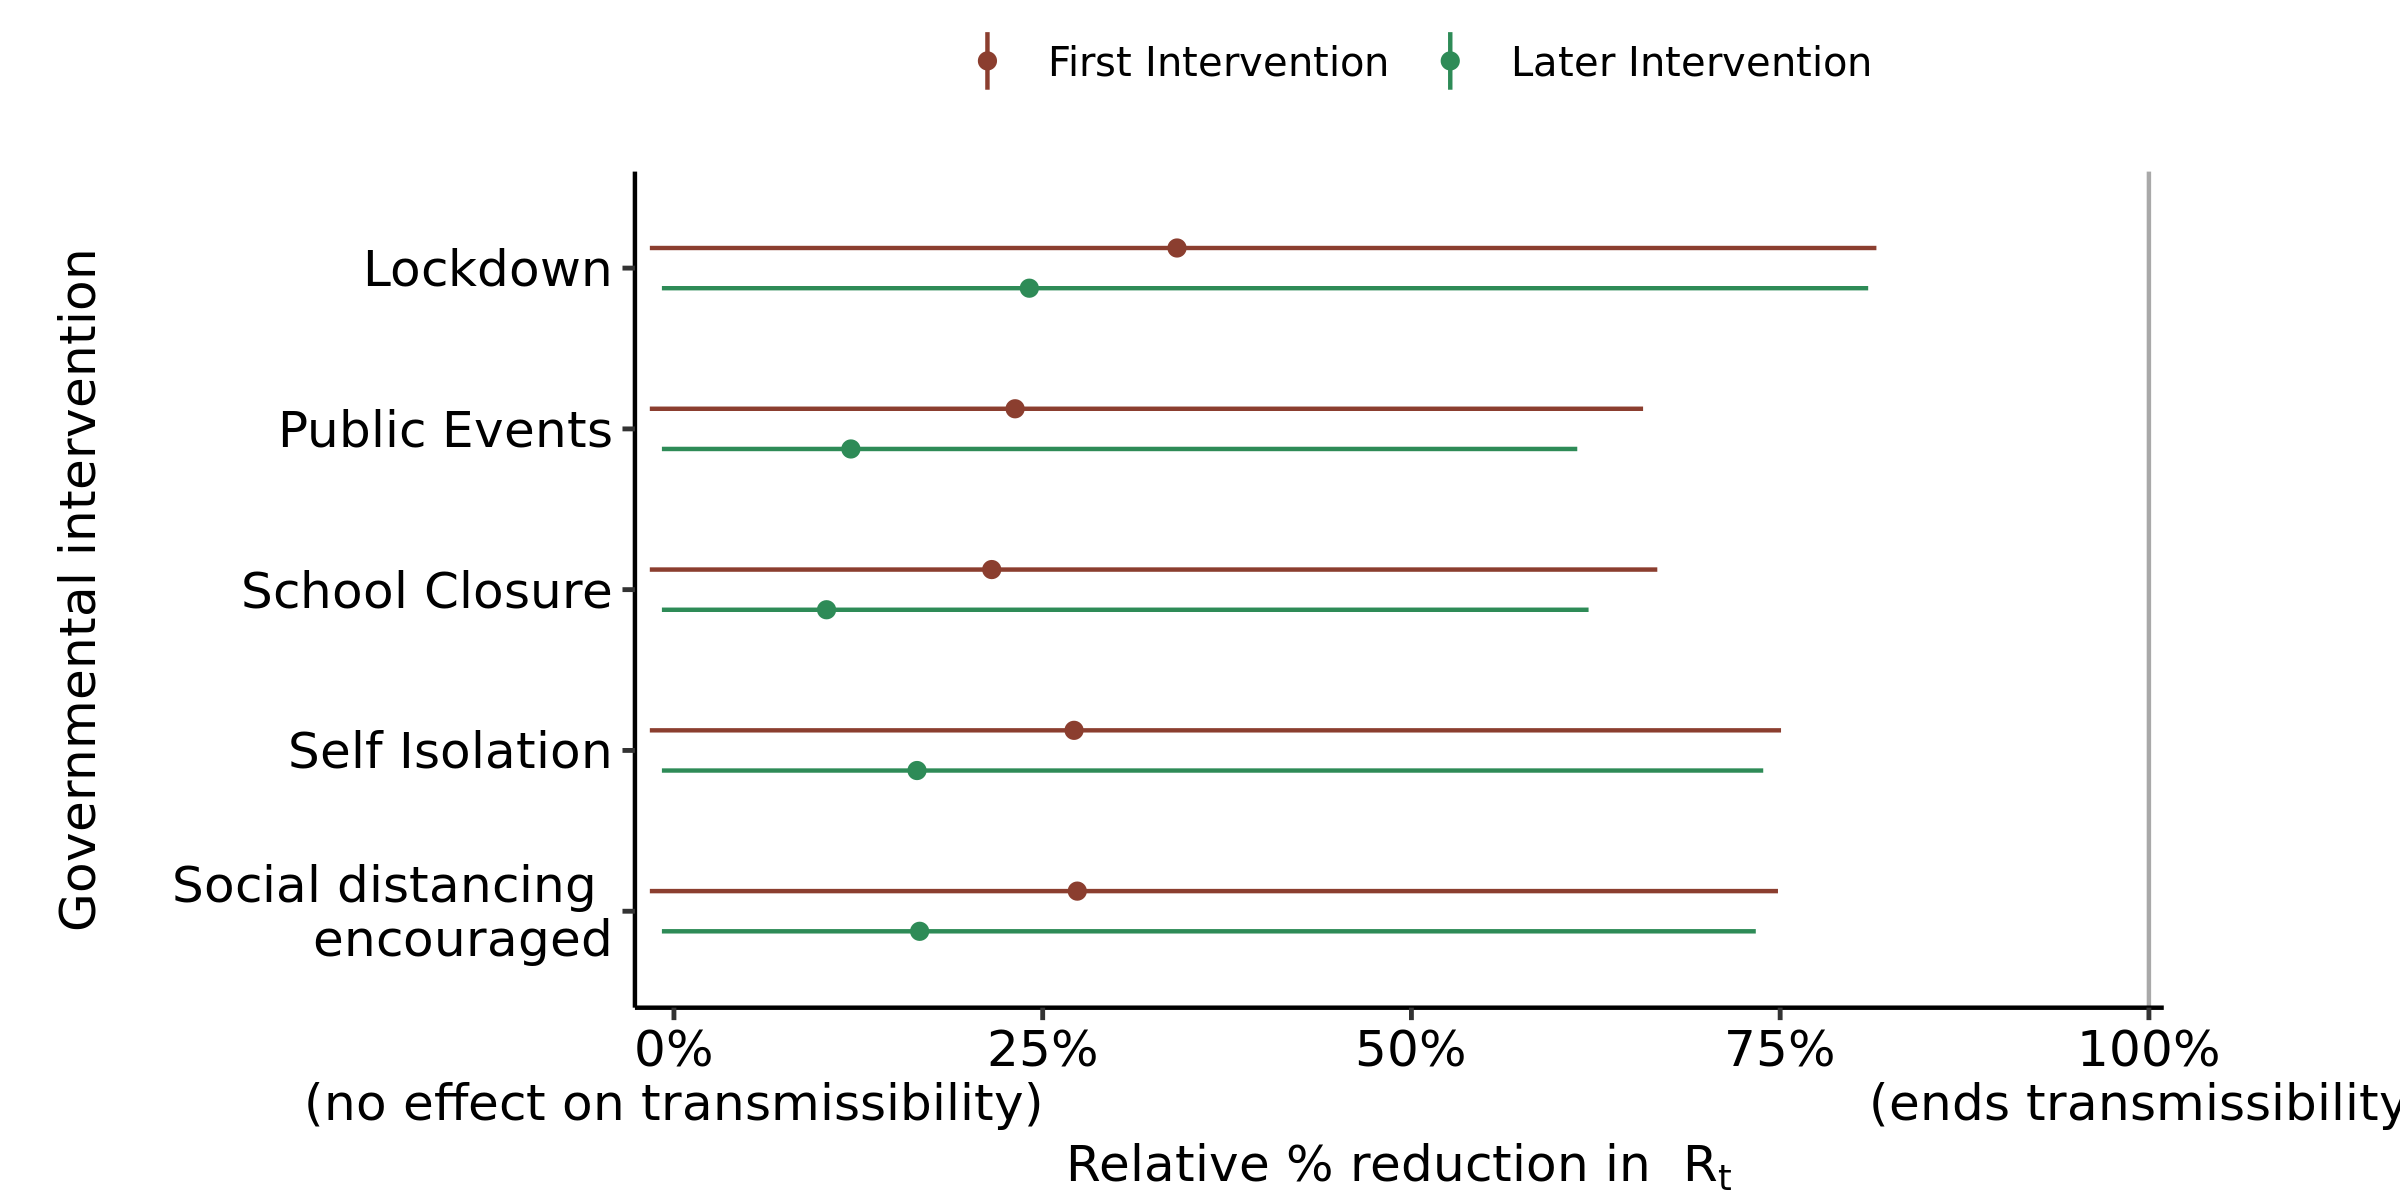 First Intervention Later Intervention
Governmental intervention
Lockdown
Public Events
School Closure
Self Isolation
Social distancing
encouraged
0% 25% 50% 75% 100%
(no effect on transmissibility) (ends transmissibility
Relative % reduction in Rt